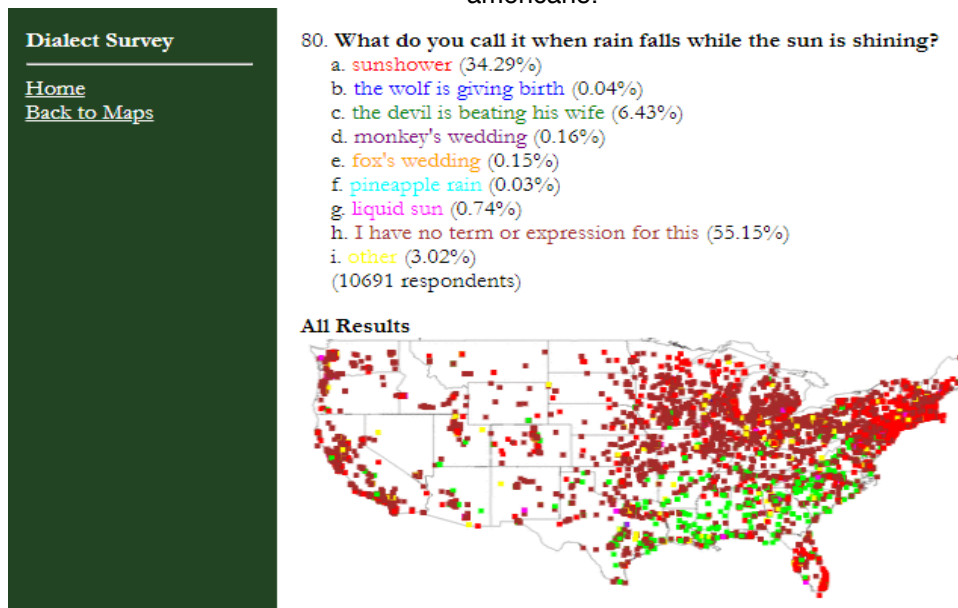 americano.
Dialect Survey
Home
Back to Maps
80. What do you call it when rain falls while the sun is shining?
a. sunshower (34.29%)
b. the wolf is giving birth (0.04%)
c. the devil is beating his wife (6.43%)
d. monkey's wedding (0.16%)
e. fox's wedding (0.15%)
f. pineapple rain (0.03%)
g. liquid sun (0.74%)
h. I have no term or expression for this (55.15%)
i. other (3.02%)
(10691 respondents)
All Results